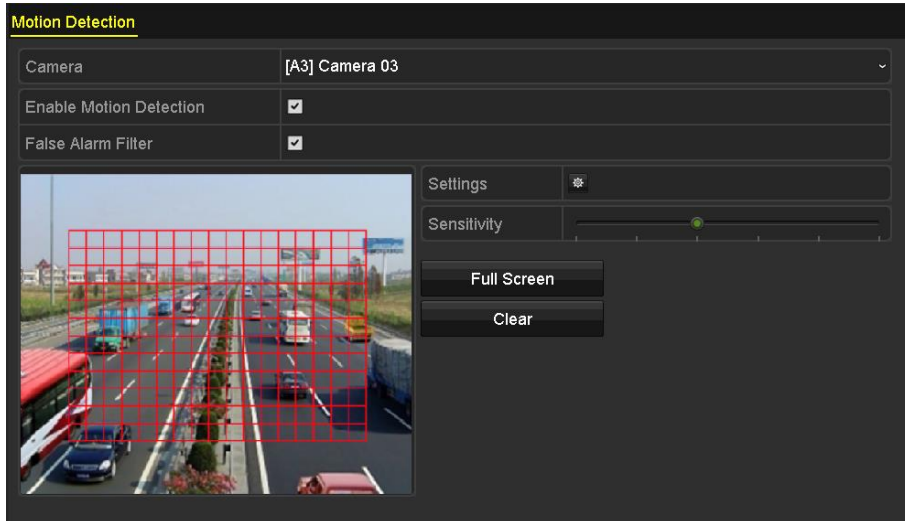 Motion Detection
Camera [A3] Camera 03
Enable Motion Detection
False Alarm Filter
Settings
Sensitivity
Full Screen
Clear